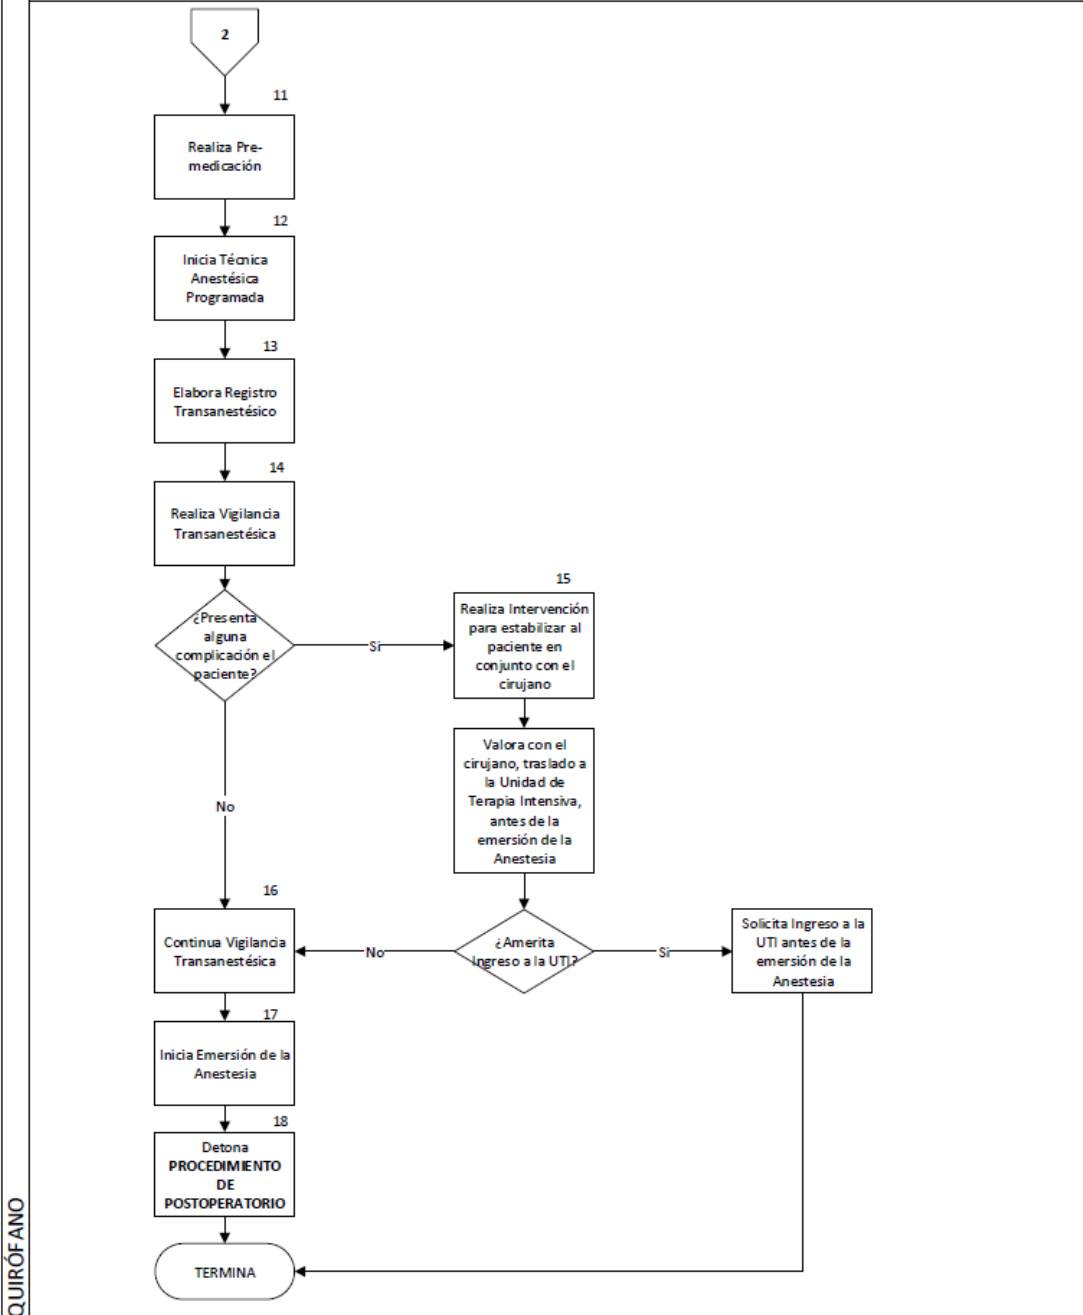 2
11
Realiza Pre-
medicación
12
Inicia Técnica
Anestésica
Programada
13
Elabora Registro
Transanestésico
14
Realiza Vigilancia
Transanestésica
¿Presenta
alguna
complicación el
paciente?
Si
15
Realiza Intervención
para estabilizar al
paciente en
conjunto con el
cirujano
Valora con el
cirujano, traslado a
la Unidad de
Terapia Intensiva,
antes de la
emersión de la
Anestesia
No
16
Continua Vigilancia
Transanestésica
No
¿Amerita
Ingreso a la UTI?
Si
Solicita Ingreso a la
UTI antes de la
emersión de la
Anestesia
17
Inicia Emersión de la
Anestesia
18
Detona
PROCEDIMIENTO
DE
POSTOPERATORIO
TERMINA
QUIRÓFANO